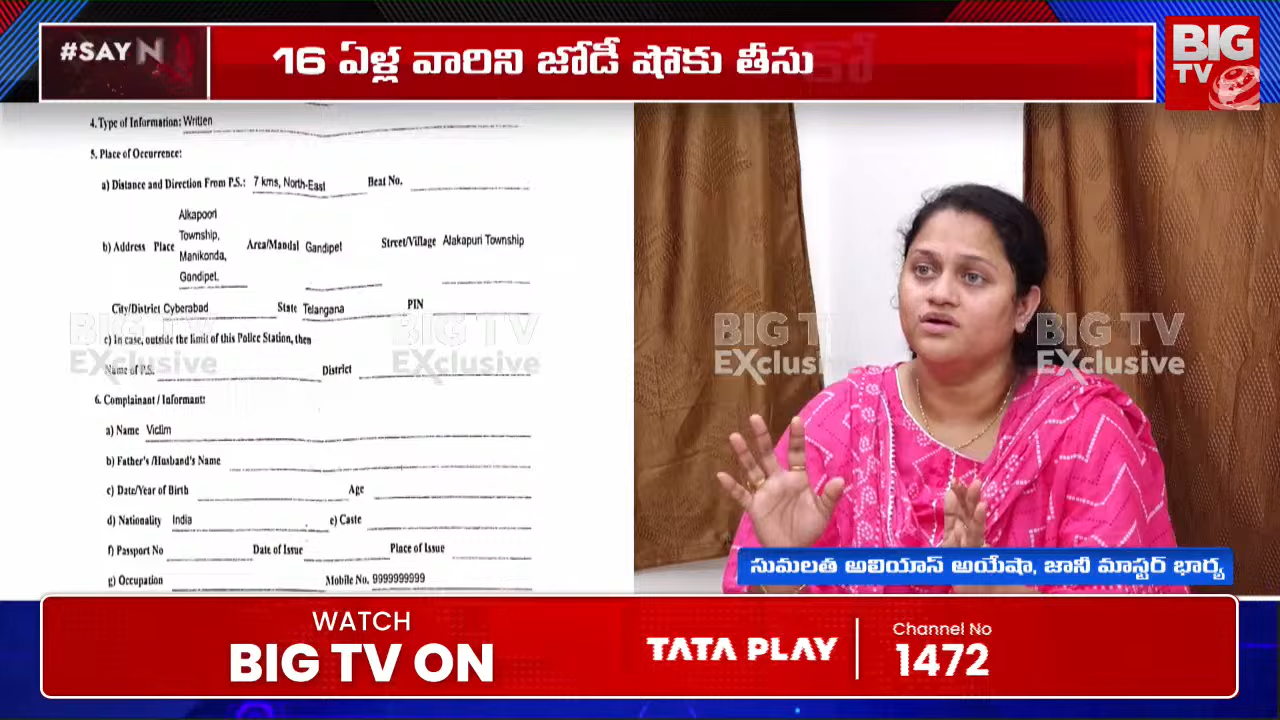 #SAY N
16 ఏళ్ల వారిని జోడీ షోకు తీసు
BIG
TV
4. Type of Information: Written
5. Place of Occurrence:
a) Distance and Direction From P.S.: 7 kms, North-East Beat No.
b) Address Place Alkapoori Township, Manikonda, Gandipet. Area/Mandal Gandipet Street/Village Alakapuri Township
City/District Cyberabad State Telangana PIN
c) In case, outside the limit of this Police Station, then
Name of P.S. District
6. Complainant / Informant:
a) Name Victim
b) Father's /Husband's Name
c) Date/Year of Birth Age
d) Nationality India e) Caste
f) Passport No Date of Issue Place of Issue
g) Occupation Mobile No. 9999999999
BIG TV
EXclusive
BIG TV
EXclusive
BIG TV
EXclusive
BIG TV
EXclusive
సుమలత అలియాస్ అయేషా, జానీ మాస్టర్ భార్య
WATCH
BIG TV ON
TATA PLAY
Channel No
1472